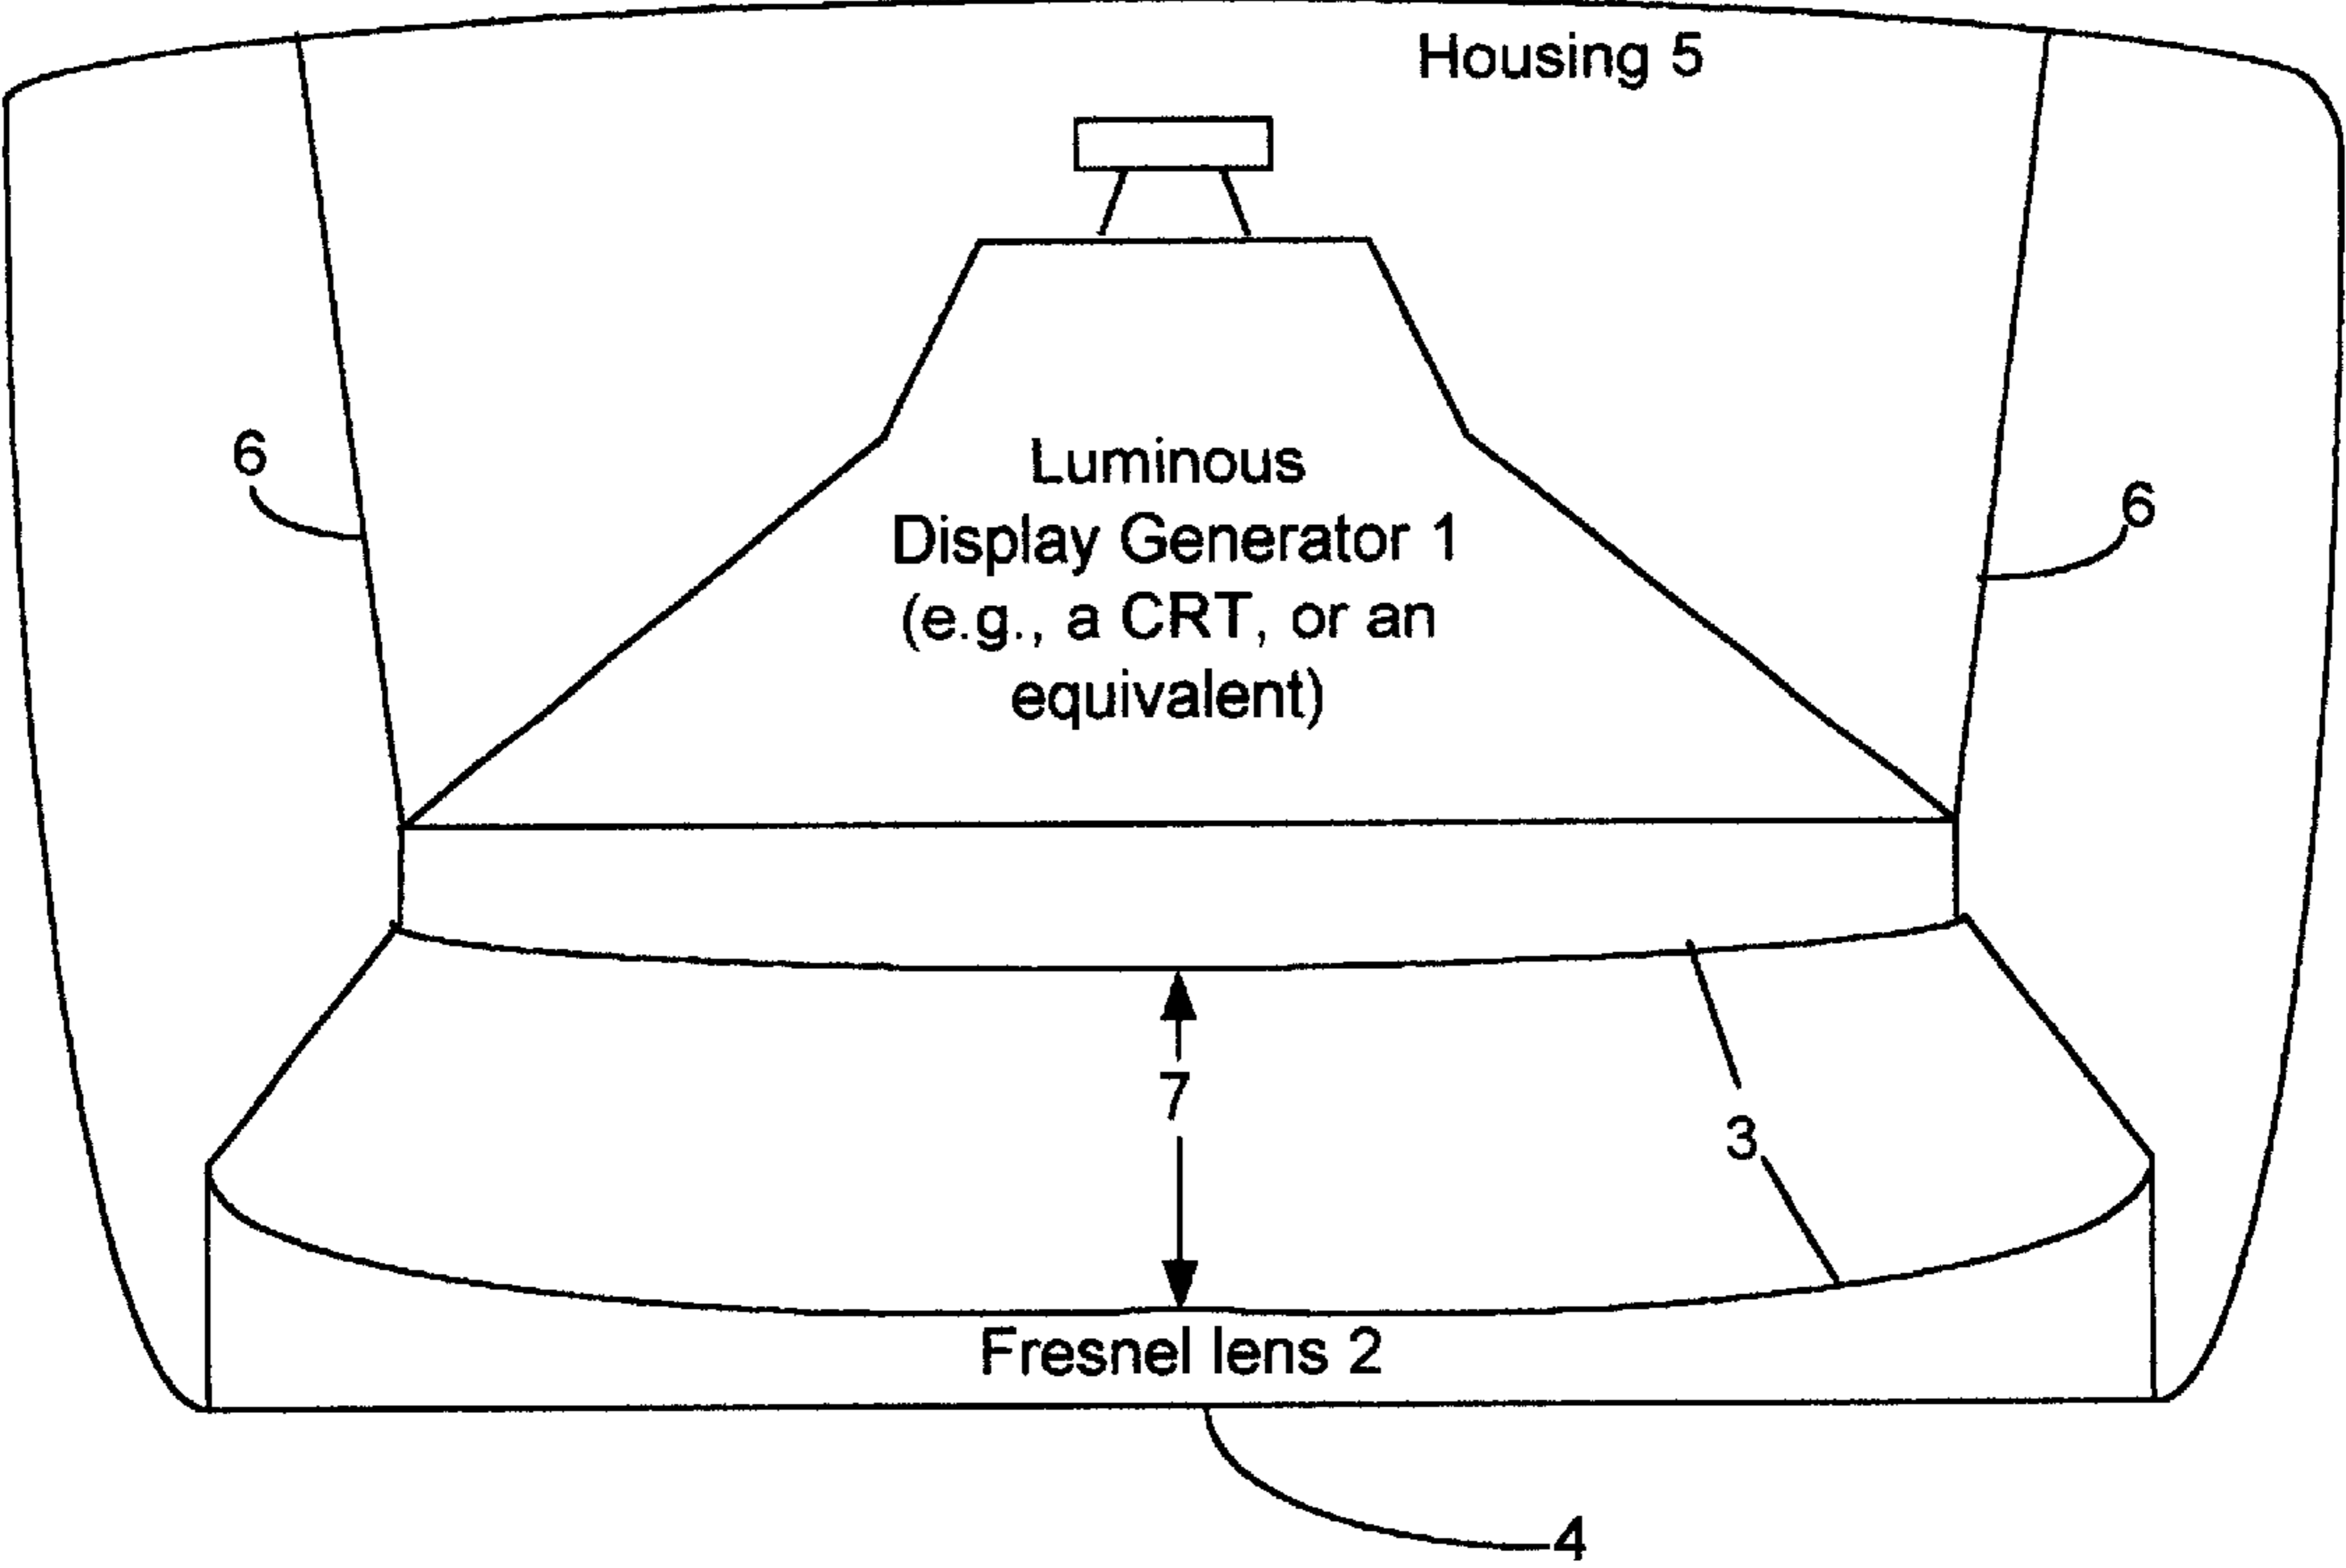 Housing 5
6
6
Luminous
Display Generator 1
(e.g., a CRT, or an
equivalent)
7
3
Fresnel lens 2
4